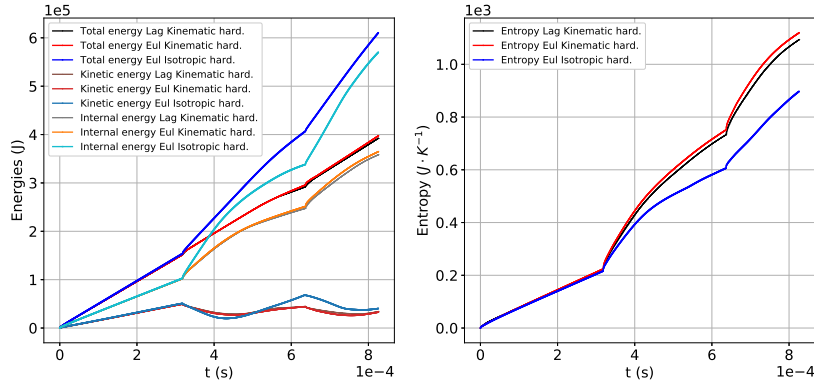 1e5
Total energy Lag Kinematic hard.
Total energy Eul Kinematic hard.
Total energy Eul Isotropic hard.
Kinetic energy Lag Kinematic hard.
Kinetic energy Eul Kinematic hard.
Kinetic energy Eul Isotropic hard.
Internal energy Lag Kinematic hard.
Internal energy Eul Kinematic hard.
Internal energy Eul Isotropic hard.
Energies (J)
6
5
4
3
2
1
0
0
2
4
6
8
t (s)
1e−4
1e3
Entropy Lag Kinematic hard.
Entropy Eul Kinematic hard.
Entropy Eul Isotropic hard.
Entropy (J · K⁻¹)
1.0
0.8
0.6
0.4
0.2
0.0
0
2
4
6
8
t (s)
1e−4